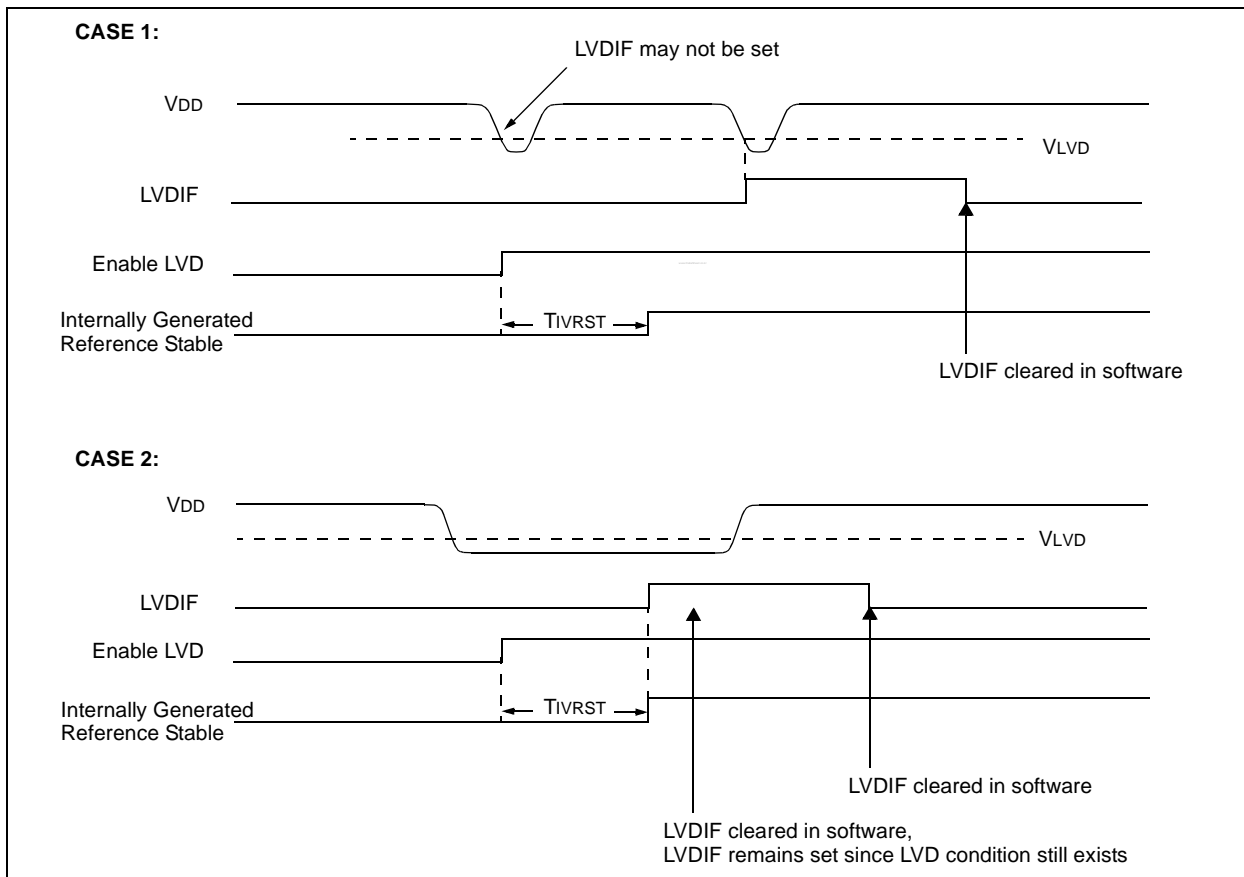 CASE 1:
LVDIF may not be set
VDD
VLVD
LVDIF
Enable LVD
Internally Generated
Reference Stable
TIVRST
LVDIF cleared in software
CASE 2:
VDD
VLVD
LVDIF
Enable LVD
Internally Generated
Reference Stable
TIVRST
LVDIF cleared in software
LVDIF cleared in software,
LVDIF remains set since LVD condition still exists